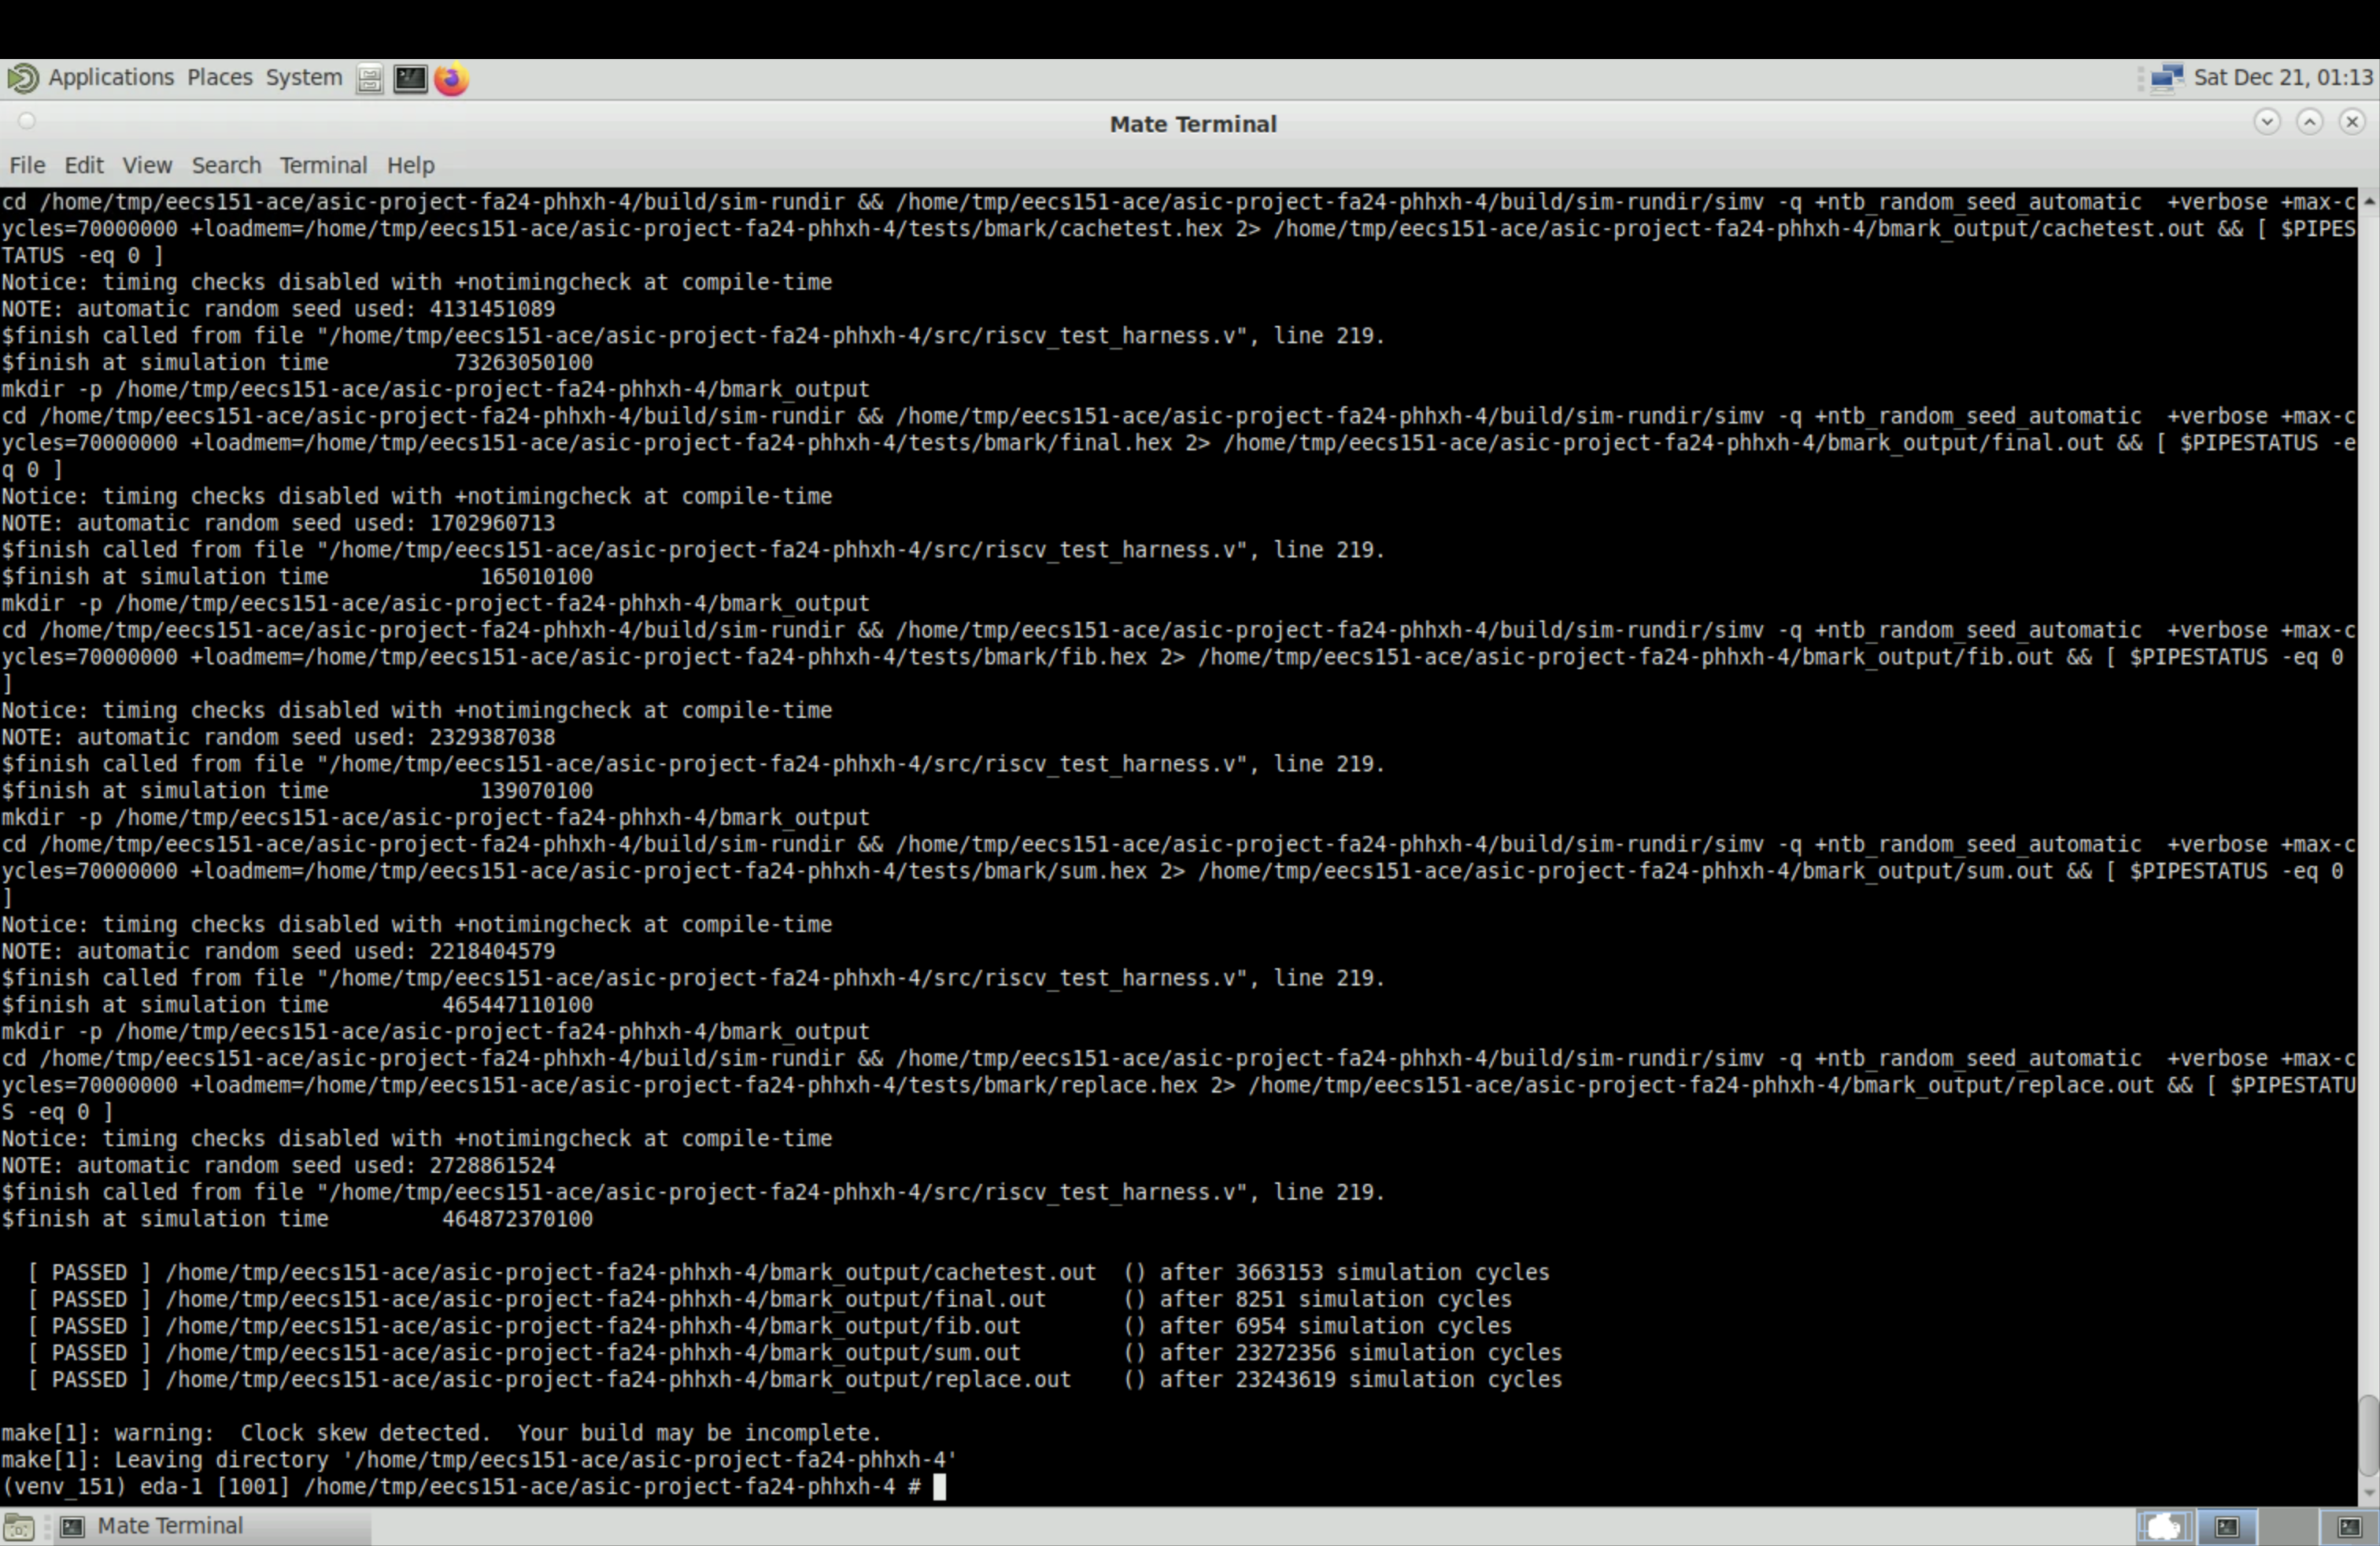 Applications Places System Sat Dec 21, 01:13
Mate Terminal
File Edit View Search Terminal Help
cd /home/tmp/eecs151-ace/asic-project-fa24-phhxh-4/build/sim-rundir && /home/tmp/eecs151-ace/asic-project-fa24-phhxh-4/build/sim-rundir/simv -q +ntb_random_seed_automatic  +verbose +max-c
ycles=70000000 +loadmem=/home/tmp/eecs151-ace/asic-project-fa24-phhxh-4/tests/bmark/cachetest.hex 2> /home/tmp/eecs151-ace/asic-project-fa24-phhxh-4/bmark_output/cachetest.out && [ $PIPES
TATUS -eq 0 ]
Notice: timing checks disabled with +notimingcheck at compile-time
NOTE: automatic random seed used: 4131451089
$finish called from file "/home/tmp/eecs151-ace/asic-project-fa24-phhxh-4/src/riscv_test_harness.v", line 219.
$finish at simulation time          73263050100
mkdir -p /home/tmp/eecs151-ace/asic-project-fa24-phhxh-4/bmark_output
cd /home/tmp/eecs151-ace/asic-project-fa24-phhxh-4/build/sim-rundir && /home/tmp/eecs151-ace/asic-project-fa24-phhxh-4/build/sim-rundir/simv -q +ntb_random_seed_automatic  +verbose +max-c
ycles=70000000 +loadmem=/home/tmp/eecs151-ace/asic-project-fa24-phhxh-4/tests/bmark/final.hex 2> /home/tmp/eecs151-ace/asic-project-fa24-phhxh-4/bmark_output/final.out && [ $PIPESTATUS -e
q 0 ]
Notice: timing checks disabled with +notimingcheck at compile-time
NOTE: automatic random seed used: 1702960713
$finish called from file "/home/tmp/eecs151-ace/asic-project-fa24-phhxh-4/src/riscv_test_harness.v", line 219.
$finish at simulation time            165010100
mkdir -p /home/tmp/eecs151-ace/asic-project-fa24-phhxh-4/bmark_output
cd /home/tmp/eecs151-ace/asic-project-fa24-phhxh-4/build/sim-rundir && /home/tmp/eecs151-ace/asic-project-fa24-phhxh-4/build/sim-rundir/simv -q +ntb_random_seed_automatic  +verbose +max-c
ycles=70000000 +loadmem=/home/tmp/eecs151-ace/asic-project-fa24-phhxh-4/tests/bmark/fib.hex 2> /home/tmp/eecs151-ace/asic-project-fa24-phhxh-4/bmark_output/fib.out && [ $PIPESTATUS -eq 0
]
Notice: timing checks disabled with +notimingcheck at compile-time
NOTE: automatic random seed used: 2329387038
$finish called from file "/home/tmp/eecs151-ace/asic-project-fa24-phhxh-4/src/riscv_test_harness.v", line 219.
$finish at simulation time            139070100
mkdir -p /home/tmp/eecs151-ace/asic-project-fa24-phhxh-4/bmark_output
cd /home/tmp/eecs151-ace/asic-project-fa24-phhxh-4/build/sim-rundir && /home/tmp/eecs151-ace/asic-project-fa24-phhxh-4/build/sim-rundir/simv -q +ntb_random_seed_automatic  +verbose +max-c
ycles=70000000 +loadmem=/home/tmp/eecs151-ace/asic-project-fa24-phhxh-4/tests/bmark/sum.hex 2> /home/tmp/eecs151-ace/asic-project-fa24-phhxh-4/bmark_output/sum.out && [ $PIPESTATUS -eq 0
]
Notice: timing checks disabled with +notimingcheck at compile-time
NOTE: automatic random seed used: 2218404579
$finish called from file "/home/tmp/eecs151-ace/asic-project-fa24-phhxh-4/src/riscv_test_harness.v", line 219.
$finish at simulation time         465447110100
mkdir -p /home/tmp/eecs151-ace/asic-project-fa24-phhxh-4/bmark_output
cd /home/tmp/eecs151-ace/asic-project-fa24-phhxh-4/build/sim-rundir && /home/tmp/eecs151-ace/asic-project-fa24-phhxh-4/build/sim-rundir/simv -q +ntb_random_seed_automatic  +verbose +max-c
ycles=70000000 +loadmem=/home/tmp/eecs151-ace/asic-project-fa24-phhxh-4/tests/bmark/replace.hex 2> /home/tmp/eecs151-ace/asic-project-fa24-phhxh-4/bmark_output/replace.out && [ $PIPESTATU
S -eq 0 ]
Notice: timing checks disabled with +notimingcheck at compile-time
NOTE: automatic random seed used: 2728861524
$finish called from file "/home/tmp/eecs151-ace/asic-project-fa24-phhxh-4/src/riscv_test_harness.v", line 219.
$finish at simulation time         464872370100
[ PASSED ] /home/tmp/eecs151-ace/asic-project-fa24-phhxh-4/bmark_output/cachetest.out  () after 3663153 simulation cycles
[ PASSED ] /home/tmp/eecs151-ace/asic-project-fa24-phhxh-4/bmark_output/final.out      () after 8251 simulation cycles
[ PASSED ] /home/tmp/eecs151-ace/asic-project-fa24-phhxh-4/bmark_output/fib.out        () after 6954 simulation cycles
[ PASSED ] /home/tmp/eecs151-ace/asic-project-fa24-phhxh-4/bmark_output/sum.out        () after 23272356 simulation cycles
[ PASSED ] /home/tmp/eecs151-ace/asic-project-fa24-phhxh-4/bmark_output/replace.out    () after 23243619 simulation cycles
make[1]: warning:  Clock skew detected.  Your build may be incomplete.
make[1]: Leaving directory '/home/tmp/eecs151-ace/asic-project-fa24-phhxh-4'
(venv_151) eda-1 [1001] /home/tmp/eecs151-ace/asic-project-fa24-phhxh-4 #
Mate Terminal